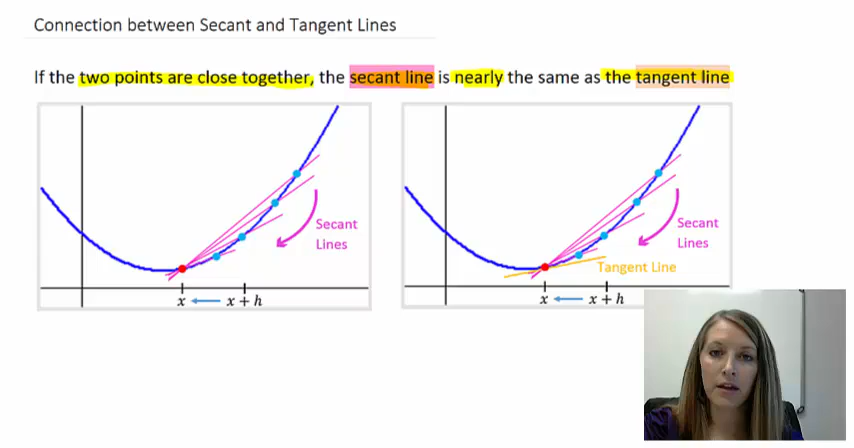 Connection between Secant and Tangent Lines
If the two points are close together, the secant line is nearly the same as the tangent line
Secant
Lines
x
x + h
Secant
Lines
Tangent Line
x
x + h